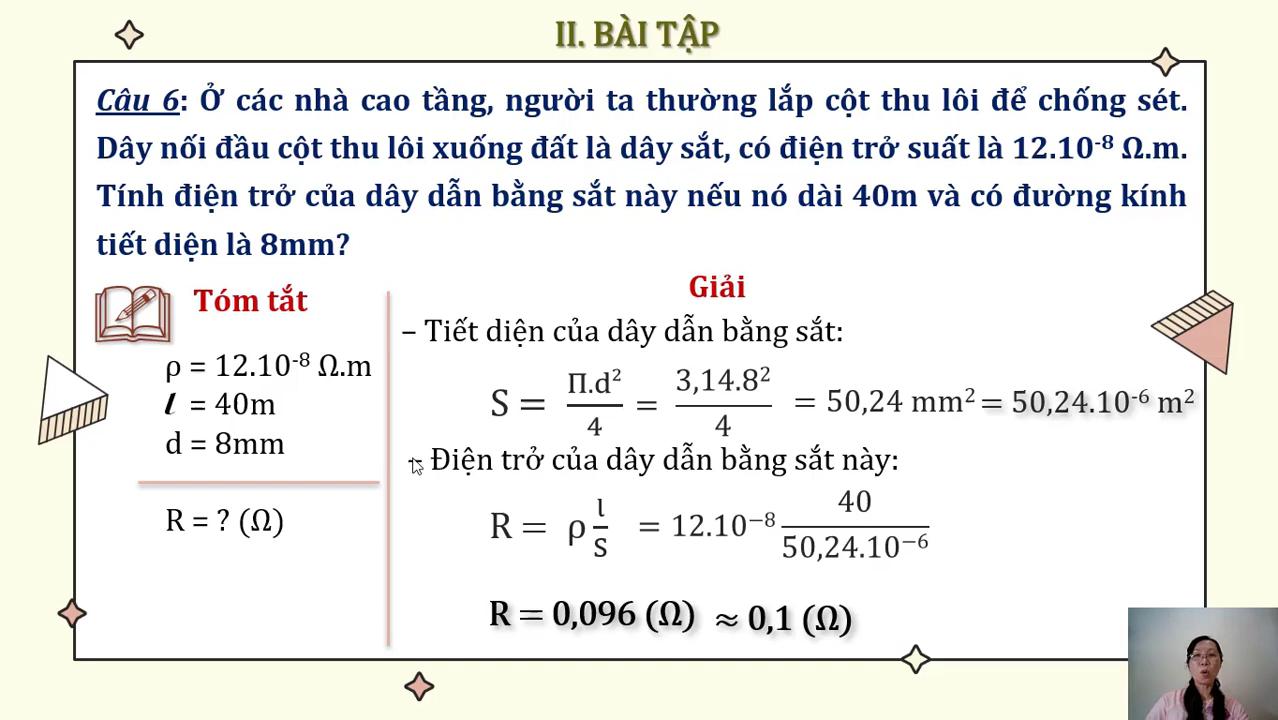 II. BÀI TẬP
Câu 6: Ở các nhà cao tầng, người ta thường lắp cột thu lôi để chống sét.
Dây nối đầu cột thu lôi xuống đất là dây sắt, có điện trở suất là 12.10⁻⁸ Ω.m.
Tính điện trở của dây dẫn bằng sắt này nếu nó dài 40m và có đường kính
tiết diện là 8mm?
Tóm tắt
ρ = 12.10⁻⁸ Ω.m
l = 40m
d = 8mm
R = ? (Ω)
Giải
– Tiết diện của dây dẫn bằng sắt:
S = Π.d²/4 = 3,14.8²/4 = 50,24 mm² = 50,24.10⁻⁶ m²
- Điện trở của dây dẫn bằng sắt này:
R = ρ l/S = 12.10⁻⁸ 40/50,24.10⁻⁶
R = 0,096 (Ω) ≈ 0,1 (Ω)